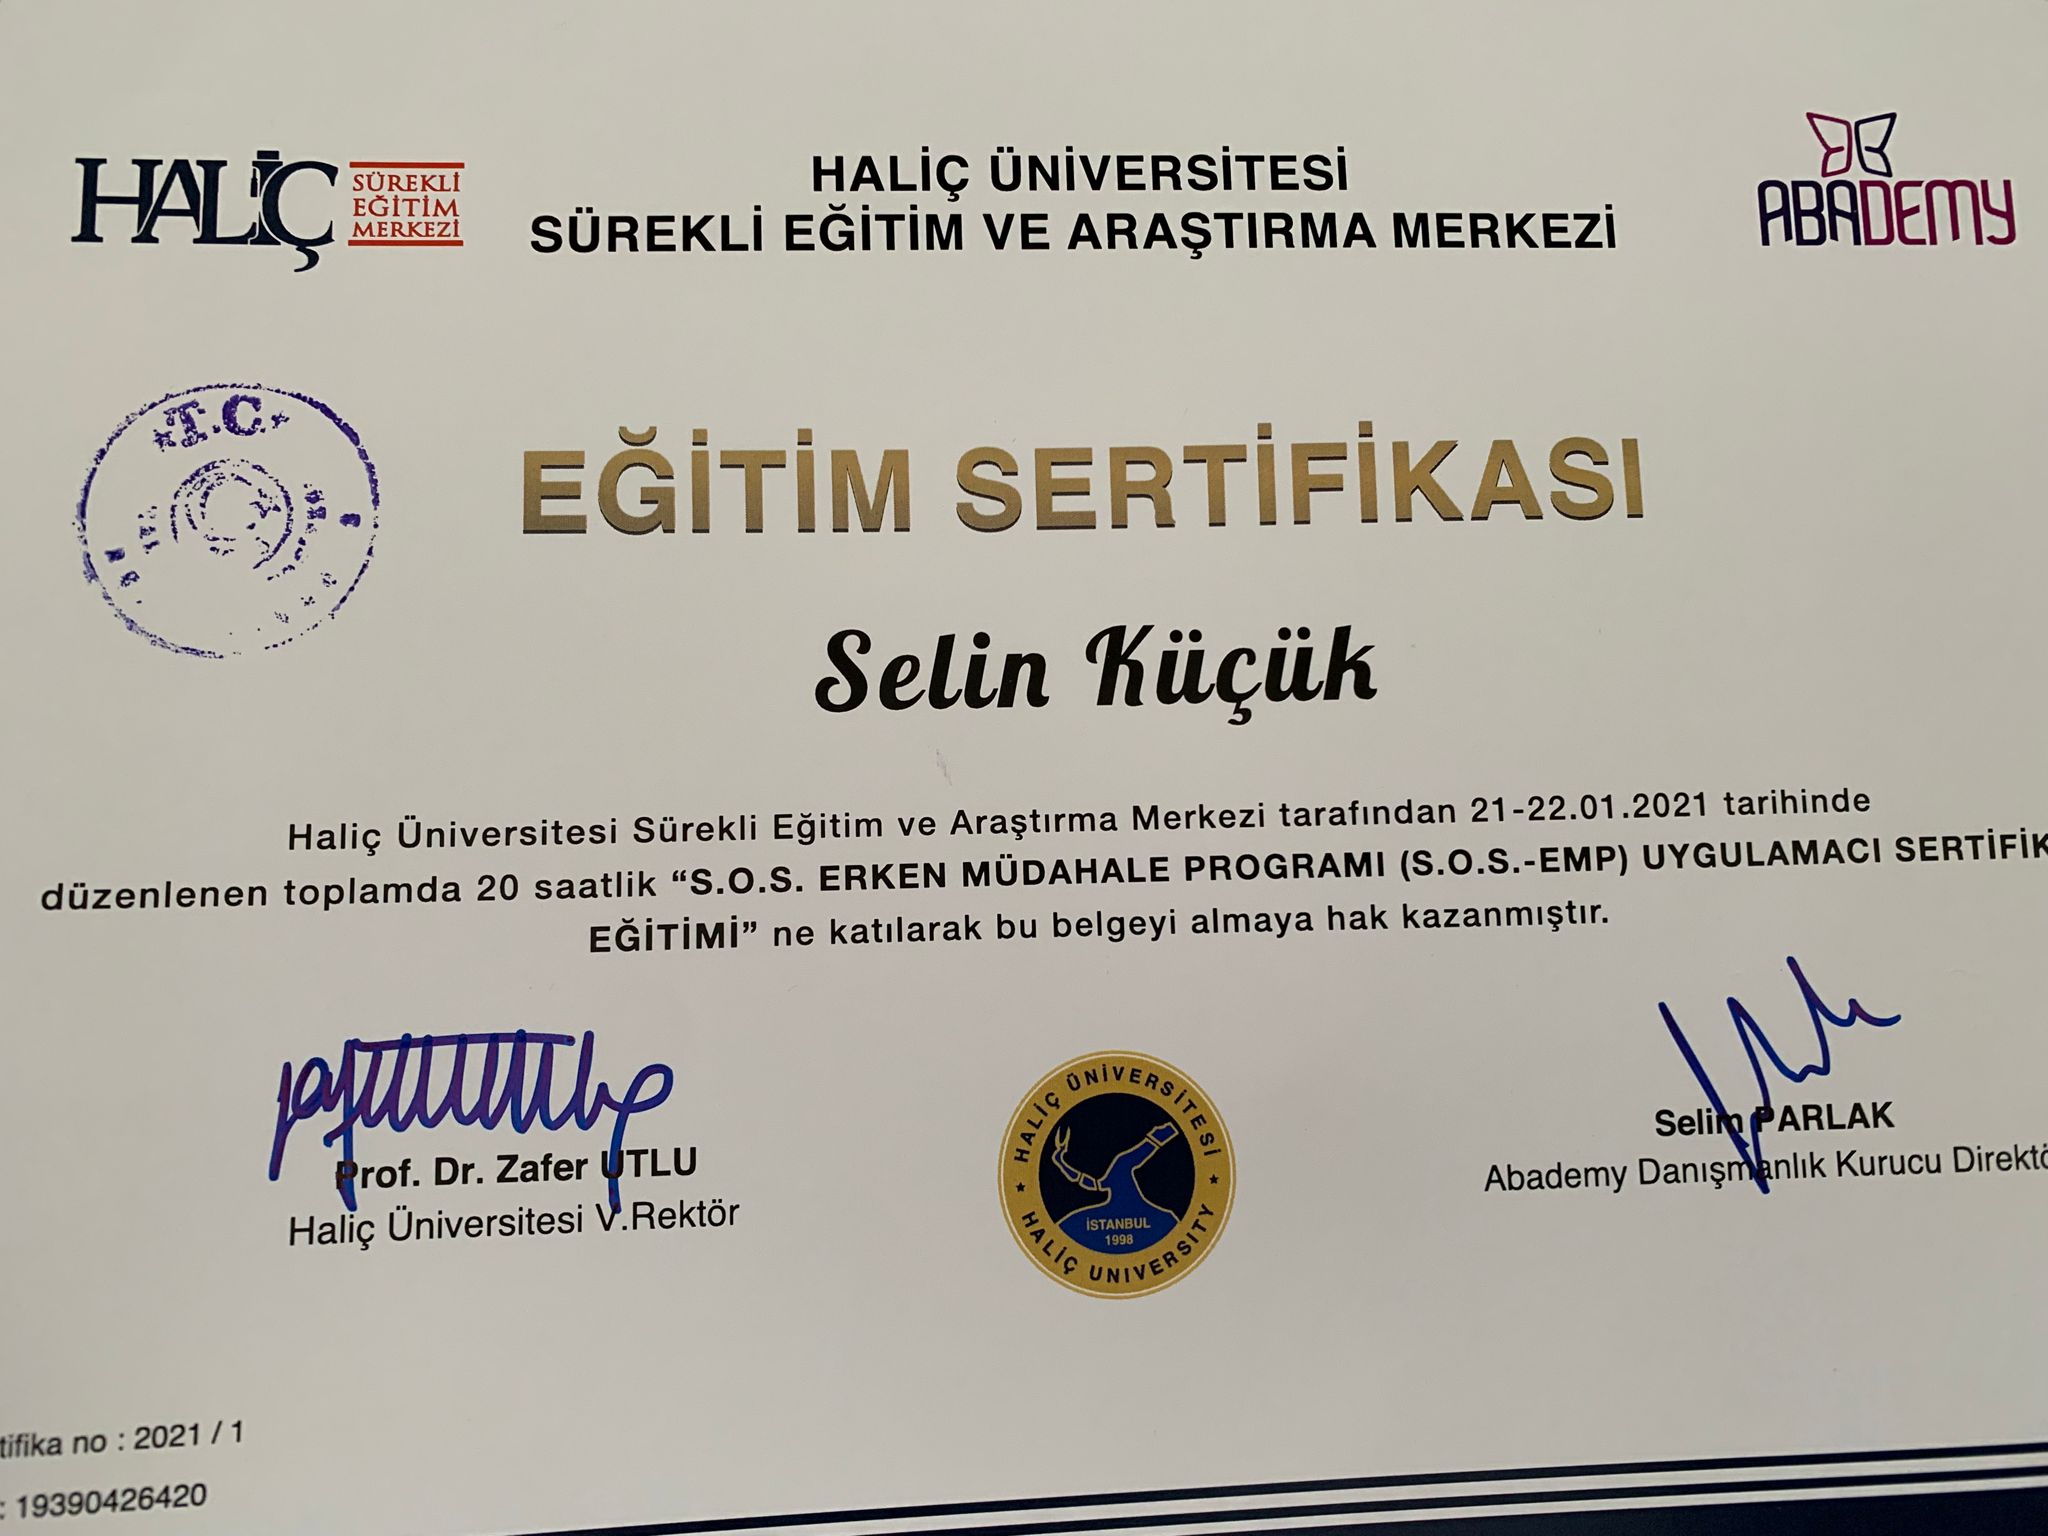 HALİÇ
SÜREKLİ
EĞİTİM
MERKEZİ
HALİÇ ÜNİVERSİTESİ
SÜREKLİ EĞİTİM VE ARAŞTIRMA MERKEZİ
ABADEMY
T.C.
EĞİTİM SERTİFİKASI
Selin Küçük
Haliç Üniversitesi Sürekli Eğitim ve Araştırma Merkezi tarafından 21-22.01.2021 tarihinde
düzenlenen toplamda 20 saatlik “S.O.S. ERKEN MÜDAHALE PROGRAMI (S.O.S.-EMP) UYGULAMACI SERTİFİK
EĞİTİMİ” ne katılarak bu belgeyi almaya hak kazanmıştır.
Prof. Dr. Zafer UTLU
Haliç Üniversitesi V.Rektör
HALİÇ ÜNİVERSİTESİ
İSTANBUL
1998
HALİÇ UNIVERSITY
Selim PARLAK
Abademy Danışmanlık Kurucu Direktö
tifika no : 2021 / 1
: 19390426420